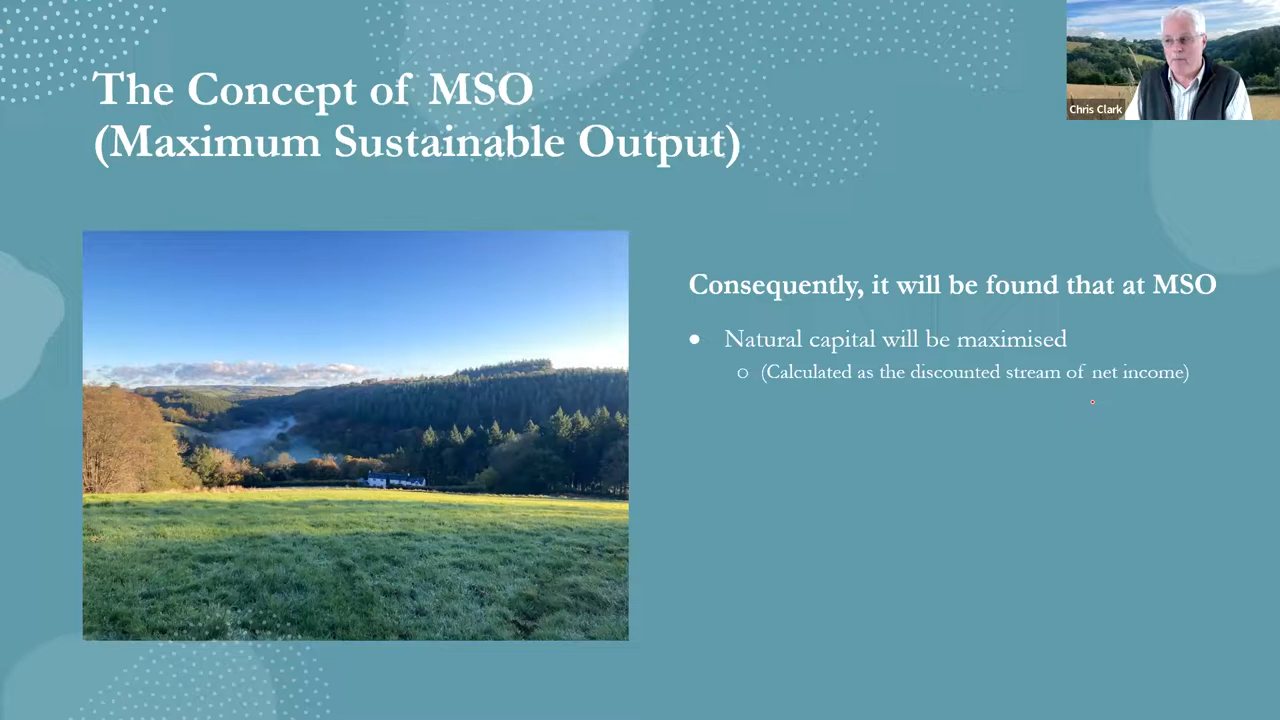 The Concept of MSO
(Maximum Sustainable Output)
Chris Clark
Consequently, it will be found that at MSO
● Natural capital will be maximised
○ (Calculated as the discounted stream of net income)